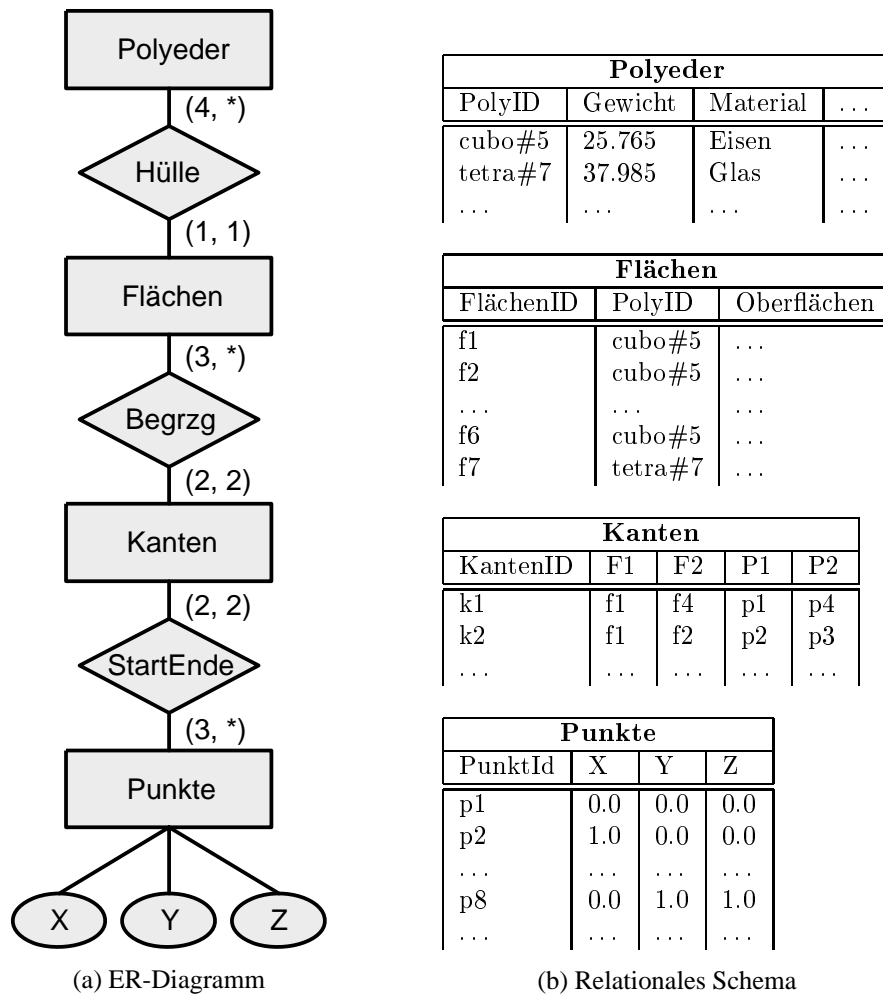 Polyeder
(4, *)
Hülle
(1, 1)
Flächen
(3, *)
Begrzg
(2, 2)
Kanten
(2, 2)
StartEnde
(3, *)
Punkte
X Y Z
(a) ER-Diagramm
Polyeder
PolyID Gewicht Material ...
cubo#5 25.765 Eisen ...
tetra#7 37.985 Glas ...
... ... ... ...
Flächen
FlächenID PolyID Oberflächen
f1 cubo#5 ...
f2 cubo#5 ...
... ... ...
f6 cubo#5 ...
f7 tetra#7 ...
Kanten
KantenID F1 F2 P1 P2
k1 f1 f4 p1 p4
k2 f1 f2 p2 p3
... ... ... ... ...
Punkte
PunktId X Y Z
p1 0.0 0.0 0.0
p2 1.0 0.0 0.0
... ... ... ...
p8 0.0 1.0 1.0
... ... ... ...
(b) Relationales Schema